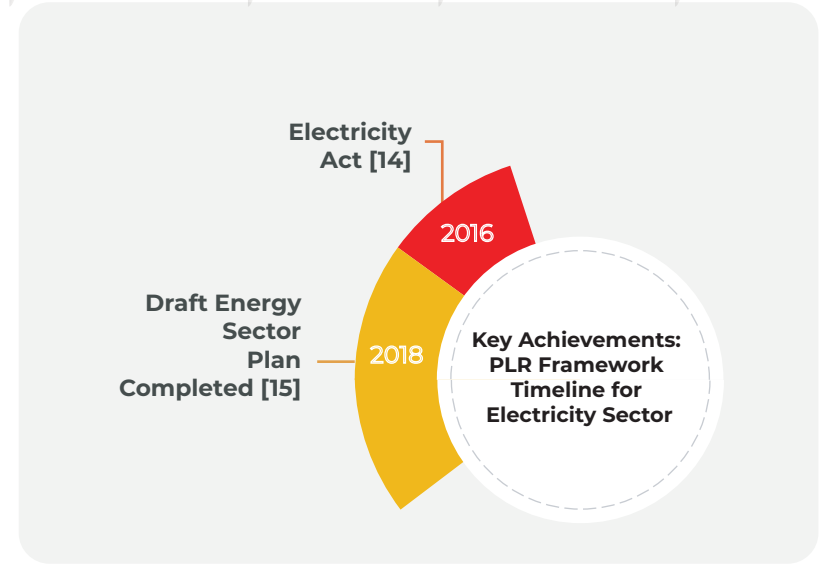 Electricity
Act [14]
2016
Draft Energy
Sector
Plan
Completed [15]
2018
Key Achievements:
PLR Framework
Timeline for
Electricity Sector